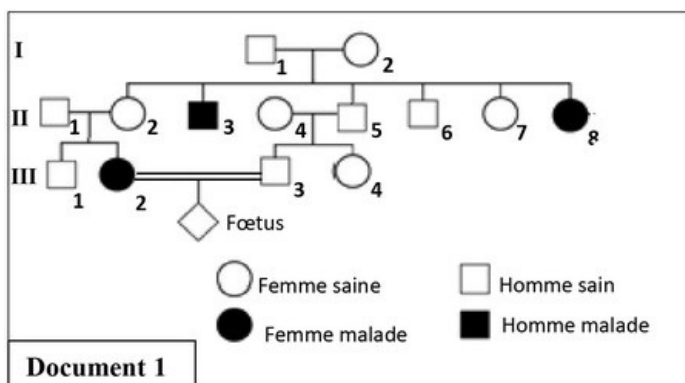 I
1
2
II
1
2
3
4
5
6
7
8
III
1
2
3
4
Fœtus
Femme saine
Homme sain
Femme malade
Homme malade
Document 1